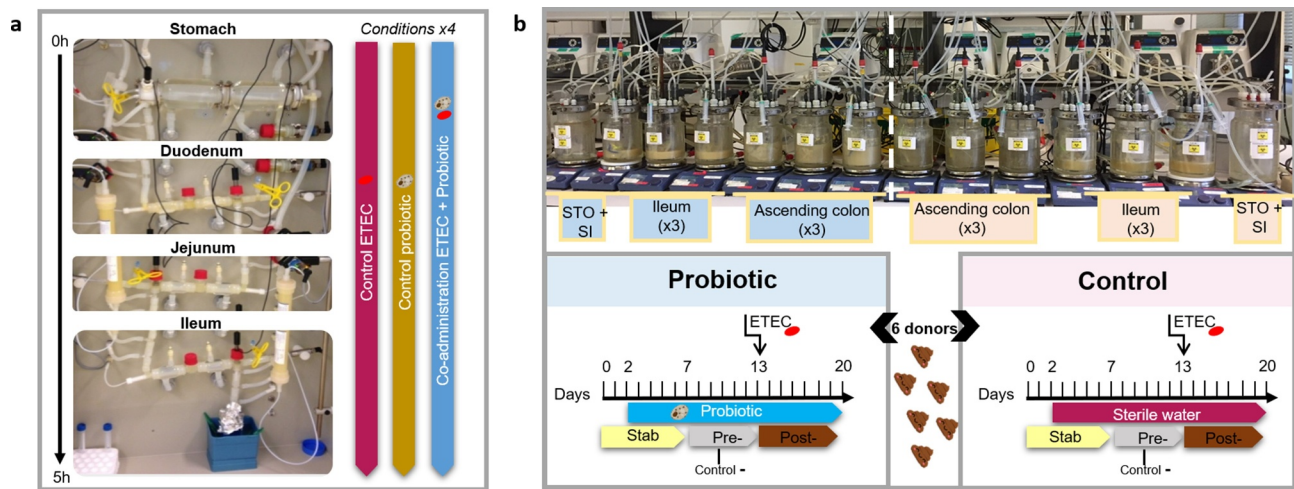 a
0h
Stomach
Duodenum
Jejunum
Ileum
5h
Conditions x4
Control ETEC
Control probiotic
Co-administration ETEC + Probiotic
b
STO +
SI
Ileum
(x3)
Ascending colon
(x3)
Ascending colon
(x3)
Ileum
(x3)
STO +
SI
Probiotic
ETEC
0 2 7 13 20
Days
Probiotic
Stab Pre- Post-
Control -
6 donors
Control
ETEC
0 2 7 13 20
Days
Sterile water
Stab Pre- Post-
Control -